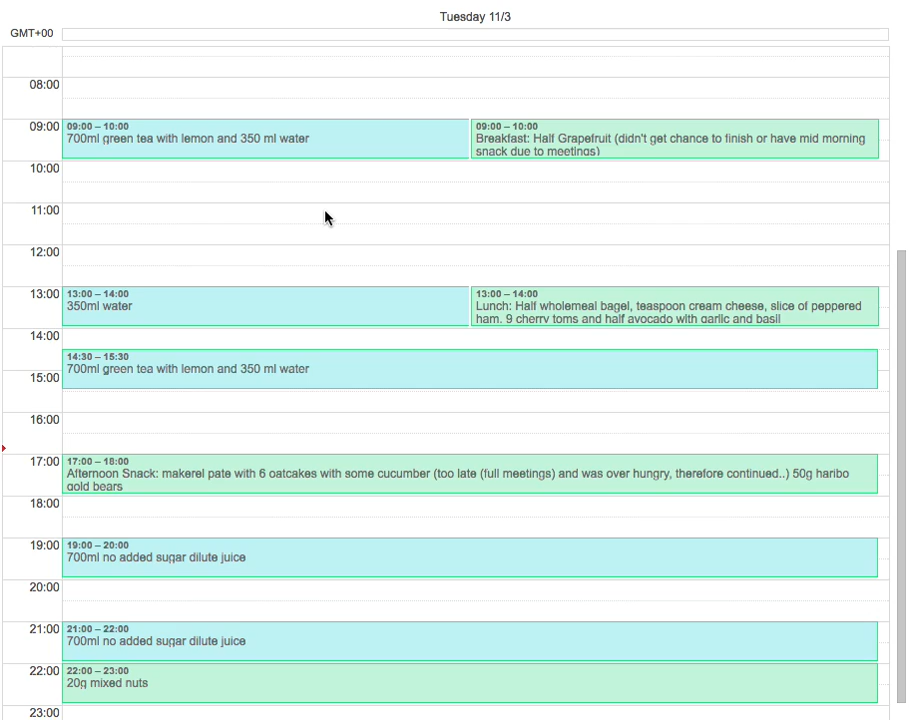 Tuesday 11/3
GMT+00
08:00
09:00
09:00 – 10:00
700ml green tea with lemon and 350 ml water
09:00 – 10:00
Breakfast: Half Grapefruit (didn't get chance to finish or have mid morning
snack due to meetings)
10:00
11:00
12:00
13:00
13:00 – 14:00
350ml water
13:00 – 14:00
Lunch: Half wholemeal bagel, teaspoon cream cheese, slice of peppered
ham, 9 cherry toms and half avocado with garlic and basil
14:00
14:30 – 15:30
700ml green tea with lemon and 350 ml water
15:00
16:00
17:00
17:00 – 18:00
Afternoon Snack: makerel pate with 6 oatcakes with some cucumber (too late (full meetings) and was over hungry, therefore continued..) 50g haribo
gold bears
18:00
19:00
19:00 – 20:00
700ml no added sugar dilute juice
20:00
21:00
21:00 – 22:00
700ml no added sugar dilute juice
22:00
22:00 – 23:00
20g mixed nuts
23:00